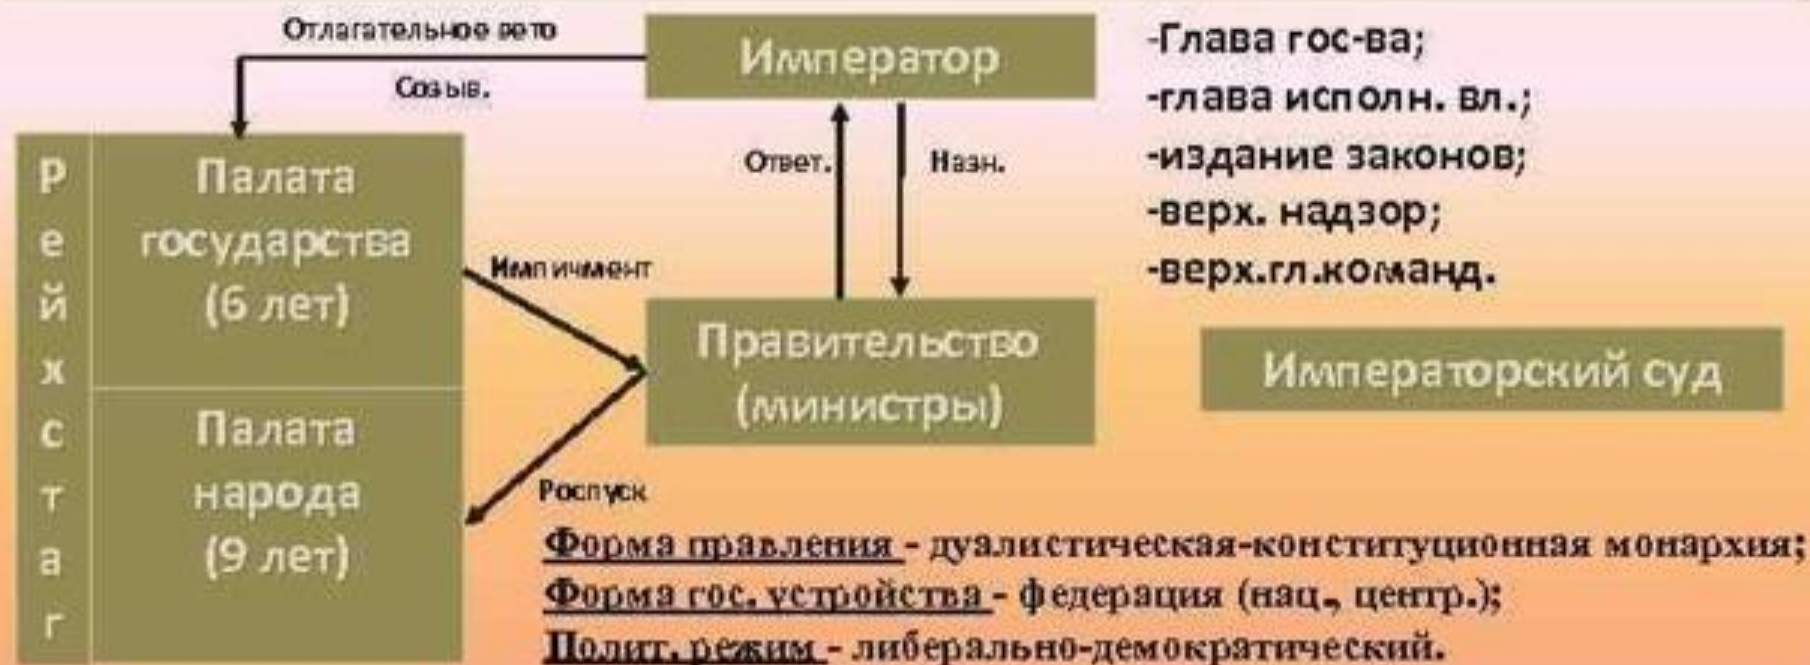 Отлагательное вето
Созыв.
Император
-Глава гос-ва;
-глава исполн. вл.;
-издание законов;
-верх. надзор;
-верх.гл.команд.
Ответ.
Назн.
Рейхстаг
Палата
государства
(6 лет)
Палата
народа
(9 лет)
Импичмент
Правительство
(министры)
Роспуск
Императорский суд
Форма правления - дуалистическая-конституционная монархия;
Форма гос. устройства - федерация (нац., центр.);
Полит. режим - либерально-демократический.